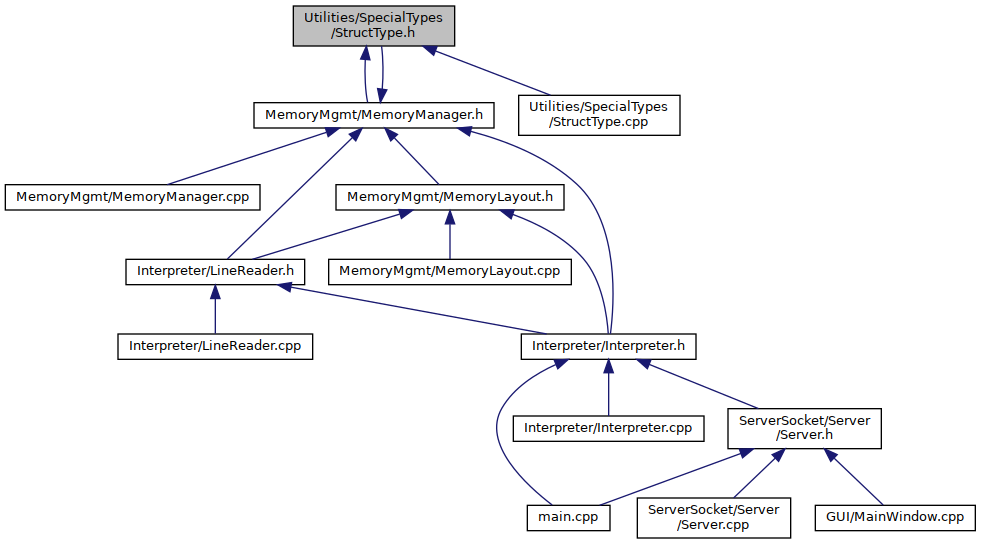 Utilities/SpecialTypes
/StructType.h
MemoryMgmt/MemoryManager.h
Utilities/SpecialTypes
/StructType.cpp
MemoryMgmt/MemoryManager.cpp
MemoryMgmt/MemoryLayout.h
Interpreter/LineReader.h
MemoryMgmt/MemoryLayout.cpp
Interpreter/LineReader.cpp
Interpreter/Interpreter.h
Interpreter/Interpreter.cpp
ServerSocket/Server
/Server.h
main.cpp
ServerSocket/Server
/Server.cpp
GUI/MainWindow.cpp